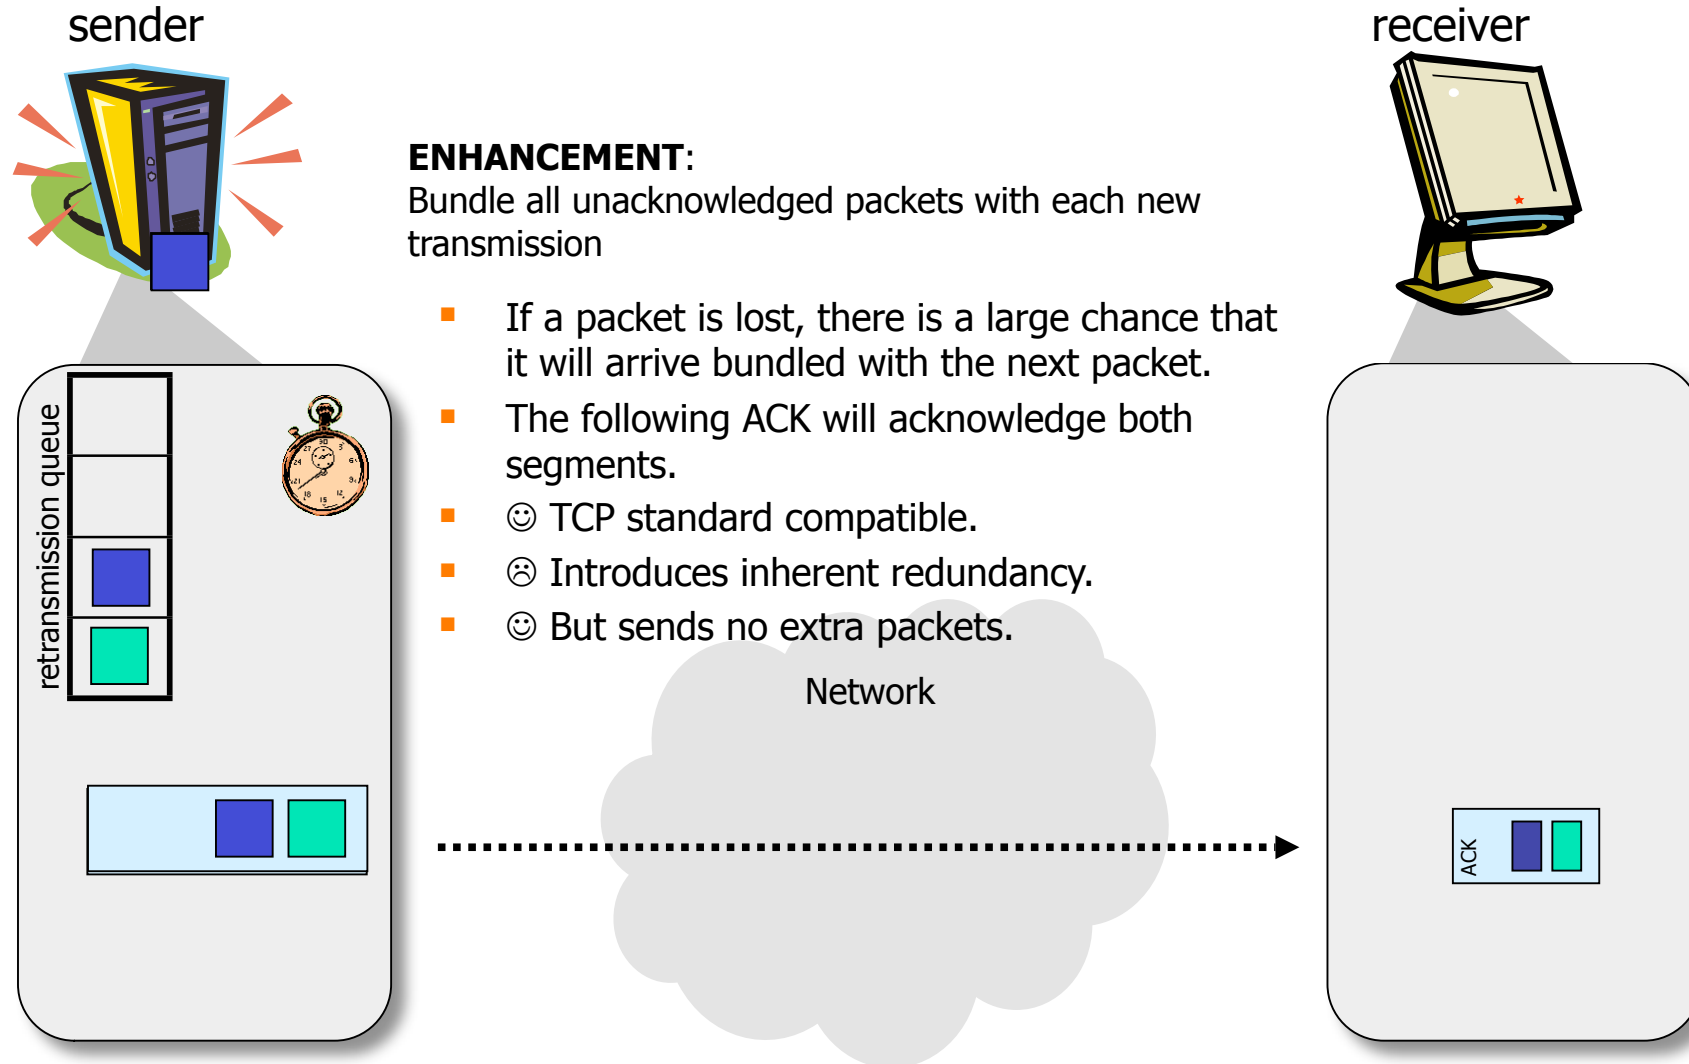 sender
receiver
ENHANCEMENT:
Bundle all unacknowledged packets with each new
transmission
If a packet is lost, there is a large chance that
it will arrive bundled with the next packet.
The following ACK will acknowledge both
segments.
☺ TCP standard compatible.
☹ Introduces inherent redundancy.
☺ But sends no extra packets.
retransmission queue
Network
ACK